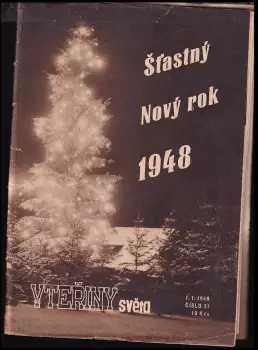 Šťastný
Nový rok
1948
VTEŘINY světa
1.1.1948
ČÍSLO 11
10 Kčs